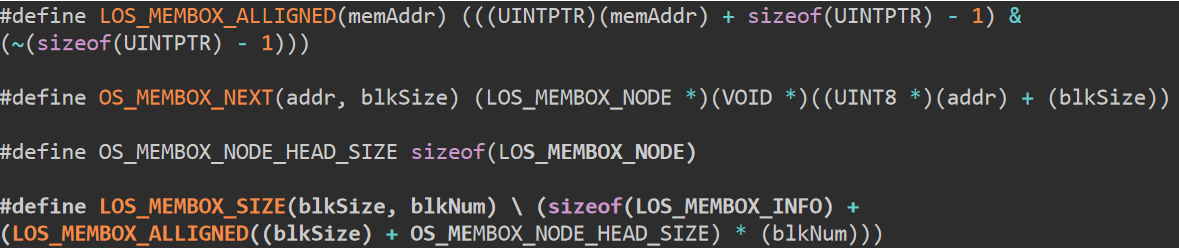 #define LOS_MEMBOX_ALLIGNED(memAddr) (((UINTPTR)(memAddr) + sizeof(UINTPTR) - 1) &
(~(sizeof(UINTPTR) - 1)))
#define OS_MEMBOX_NEXT(addr, blkSize) (LOS_MEMBOX_NODE *)(VOID *)((UINT8 *)(addr) + (blkSize))
#define OS_MEMBOX_NODE_HEAD_SIZE sizeof(LOS_MEMBOX_NODE)
#define LOS_MEMBOX_SIZE(blkSize, blkNum) \ (sizeof(LOS_MEMBOX_INFO) +
(LOS_MEMBOX_ALLIGNED((blkSize) + OS_MEMBOX_NODE_HEAD_SIZE) * (blkNum)))